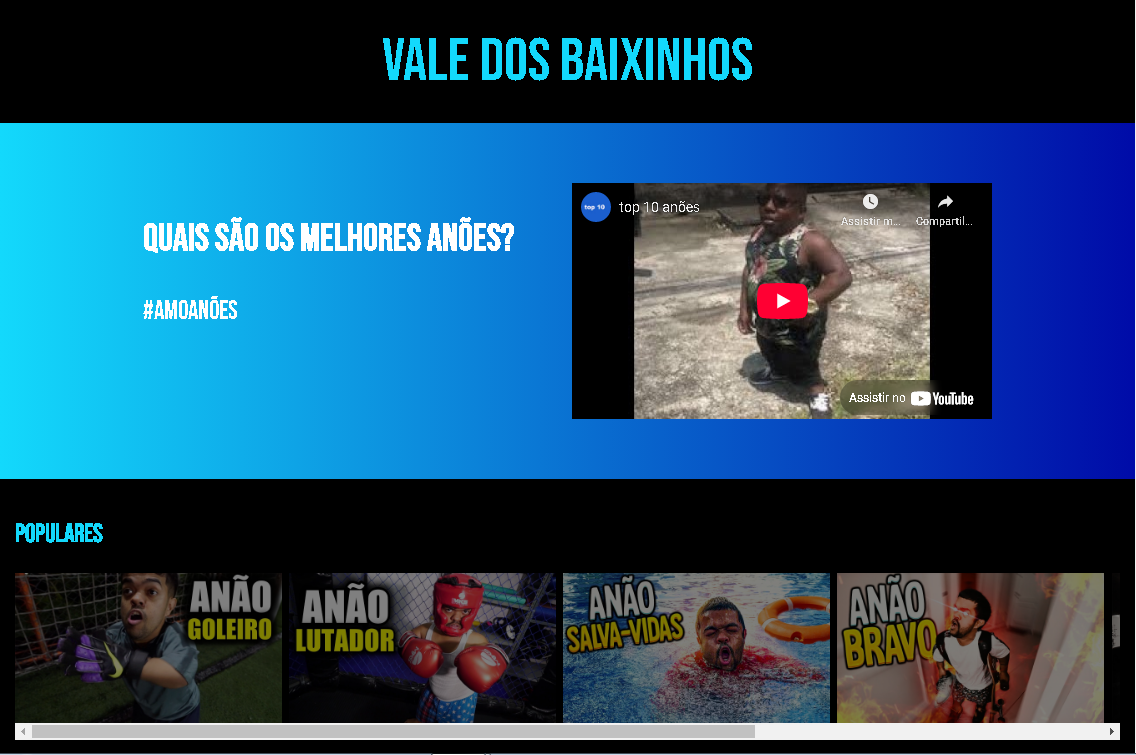 VALE DOS BAIXINHOS
QUAIS SÃO OS MELHORES ANÕES?
#AMOANÕES
top 10
top 10 anões
Assistir m...
Compartil...
Assistir no YouTube
POPULARES
ANÃO
GOLEIRO
ANÃO
LUTADOR
ANÃO
SALVA-VIDAS
ANÃO
BRAVO